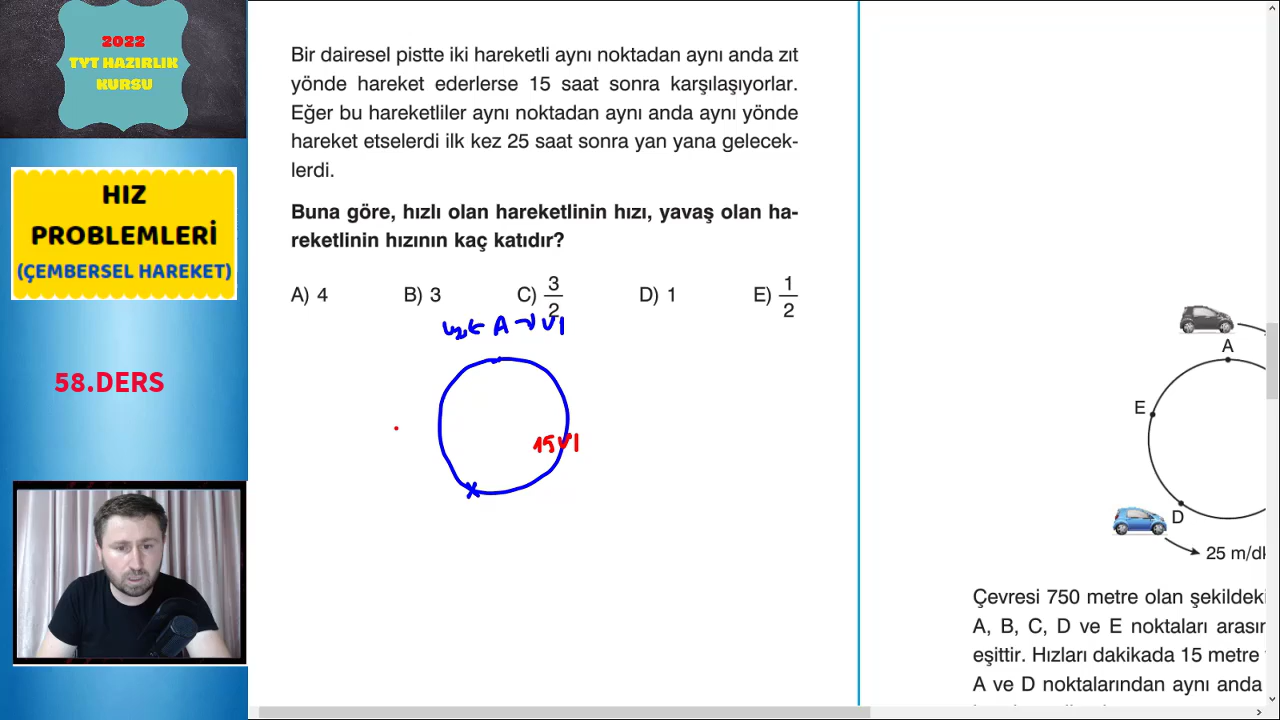 2022
TYT HAZIRLIK
KURSU
HIZ
PROBLEMLERİ
(ÇEMBERSEL HAREKET)
58.DERS
Bir dairesel pistte iki hareketli aynı noktadan aynı anda zıt
yönde hareket ederlerse 15 saat sonra karşılaşıyorlar.
Eğer bu hareketliler aynı noktadan aynı anda aynı yönde
hareket etselerdi ilk kez 25 saat sonra yan yana gelecek-
lerdi.
Buna göre, hızlı olan hareketlinin hızı, yavaş olan ha-
reketlinin hızının kaç katıdır?
A) 4 B) 3 C) 3/2 D) 1 E) 1/2
V2 ← A → V1
15V1
A
E
D
25 m/dk
Çevresi 750 metre olan şekildeki
A, B, C, D ve E noktaları arasır
eşittir. Hızları dakikada 15 metre
A ve D noktalarından aynı anda